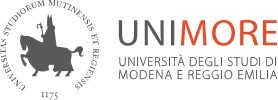 UNIVERSITAS STUDIORUM MUTINENSIS ET REGIENSIS
1175
UNIMORE
UNIVERSITÀ DEGLI STUDI DI
MODENA E REGGIO EMILIA